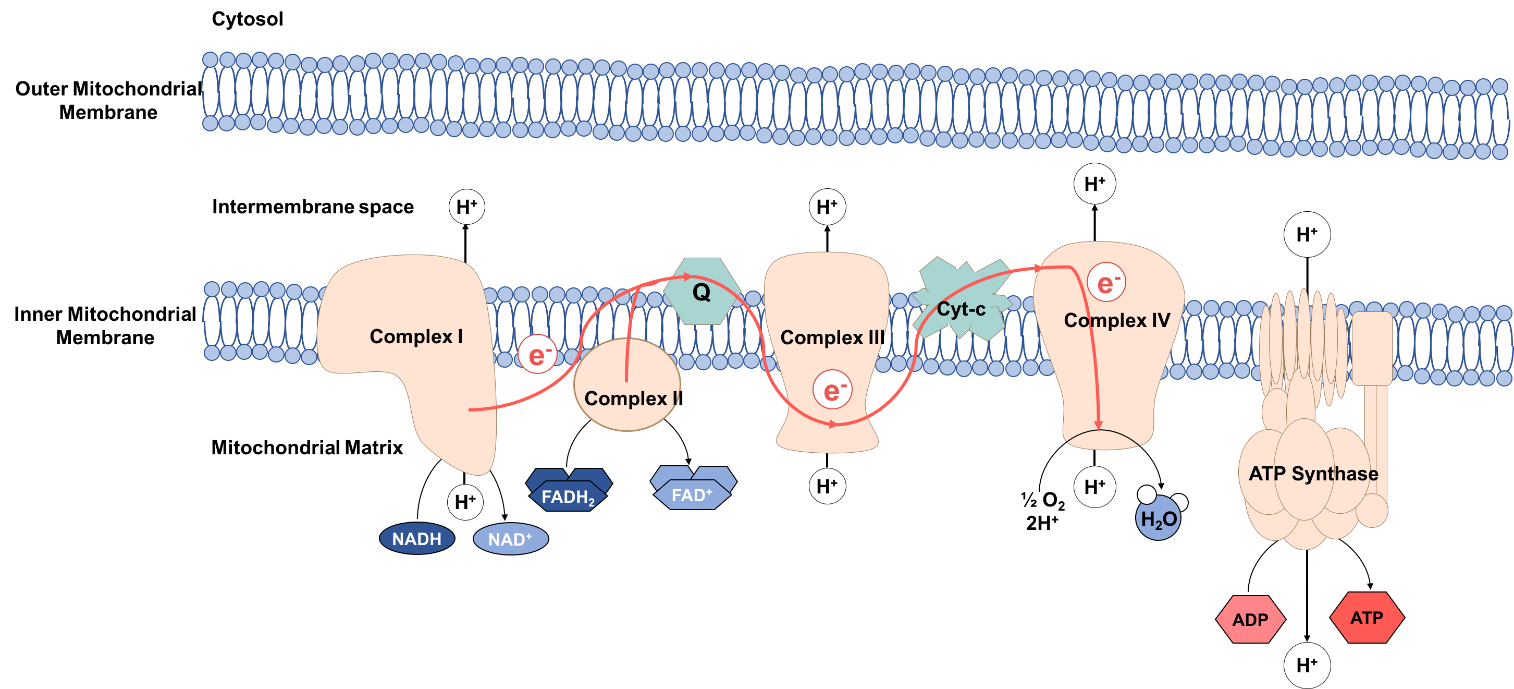 Cytosol
Outer Mitochondrial
Membrane
Intermembrane space
H⁺
H⁺
H⁺
H⁺
Inner Mitochondrial
Membrane
Complex I
e⁻
Q
Complex II
Complex III
e⁻
Cyt-c
e⁻
Complex IV
Mitochondrial Matrix
NADH
H⁺
NAD⁺
FADH₂
FAD⁺
H⁺
½ O₂
2H⁺
H⁺
H₂O
ATP Synthase
ADP
ATP
H⁺